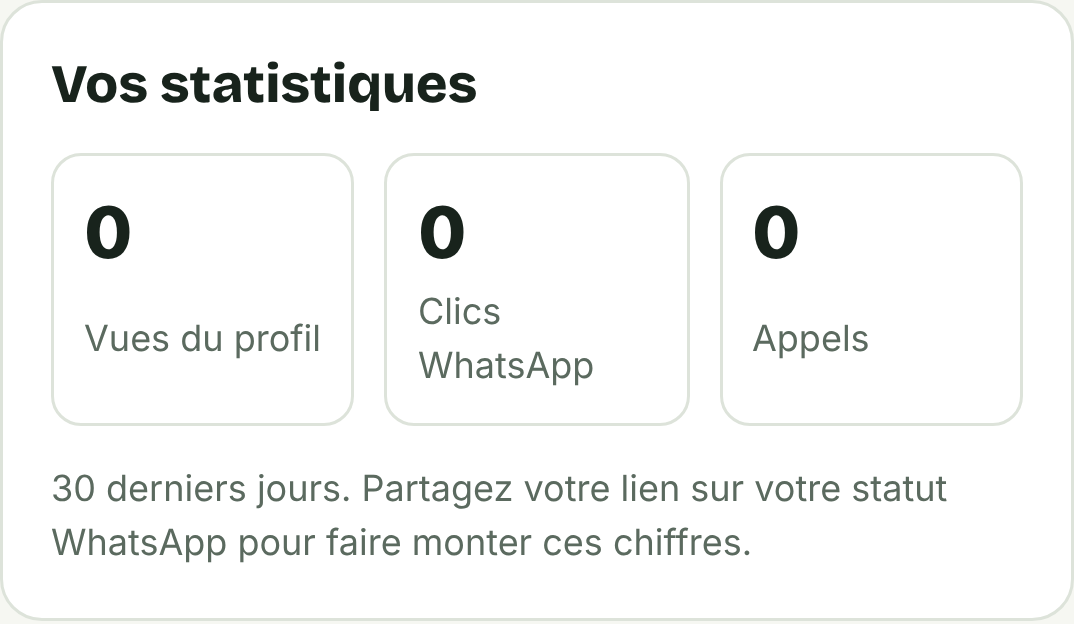 Vos statistiques
0
Vues du profil
0
Clics
WhatsApp
0
Appels
30 derniers jours. Partagez votre lien sur votre statut
WhatsApp pour faire monter ces chiffres.